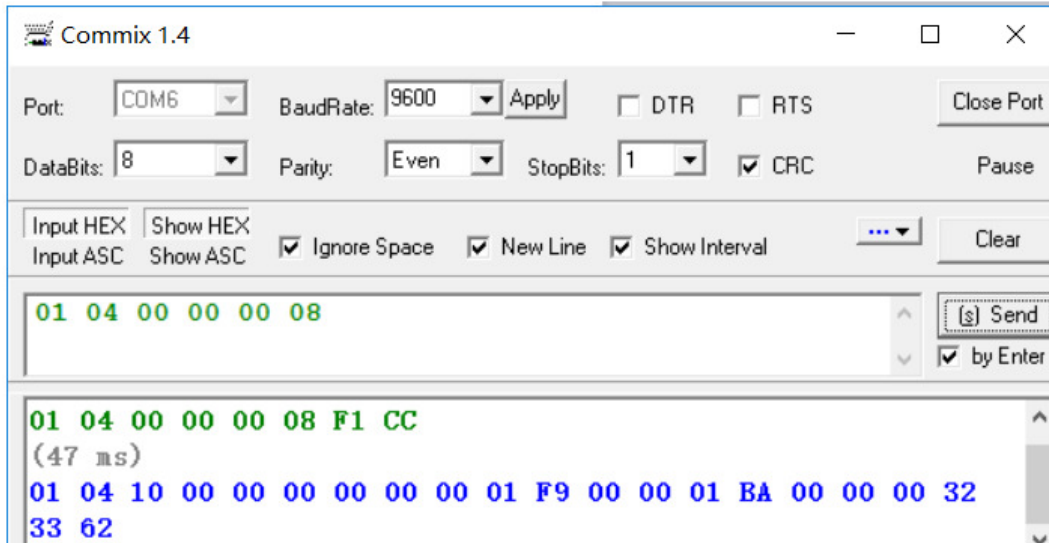 Commix 1.4
Port: COM6 BaudRate: 9600 Apply DTR RTS Close Port
DataBits: 8 Parity: Even StopBits: 1 CRC Pause
Input HEX Show HEX
Input ASC Show ASC Ignore Space New Line Show Interval ... Clear
01 04 00 00 00 08 (s) Send
by Enter
01 04 00 00 00 08 F1 CC
(47 ms)
01 04 10 00 00 00 00 00 00 01 F9 00 00 01 BA 00 00 00 32
33 62